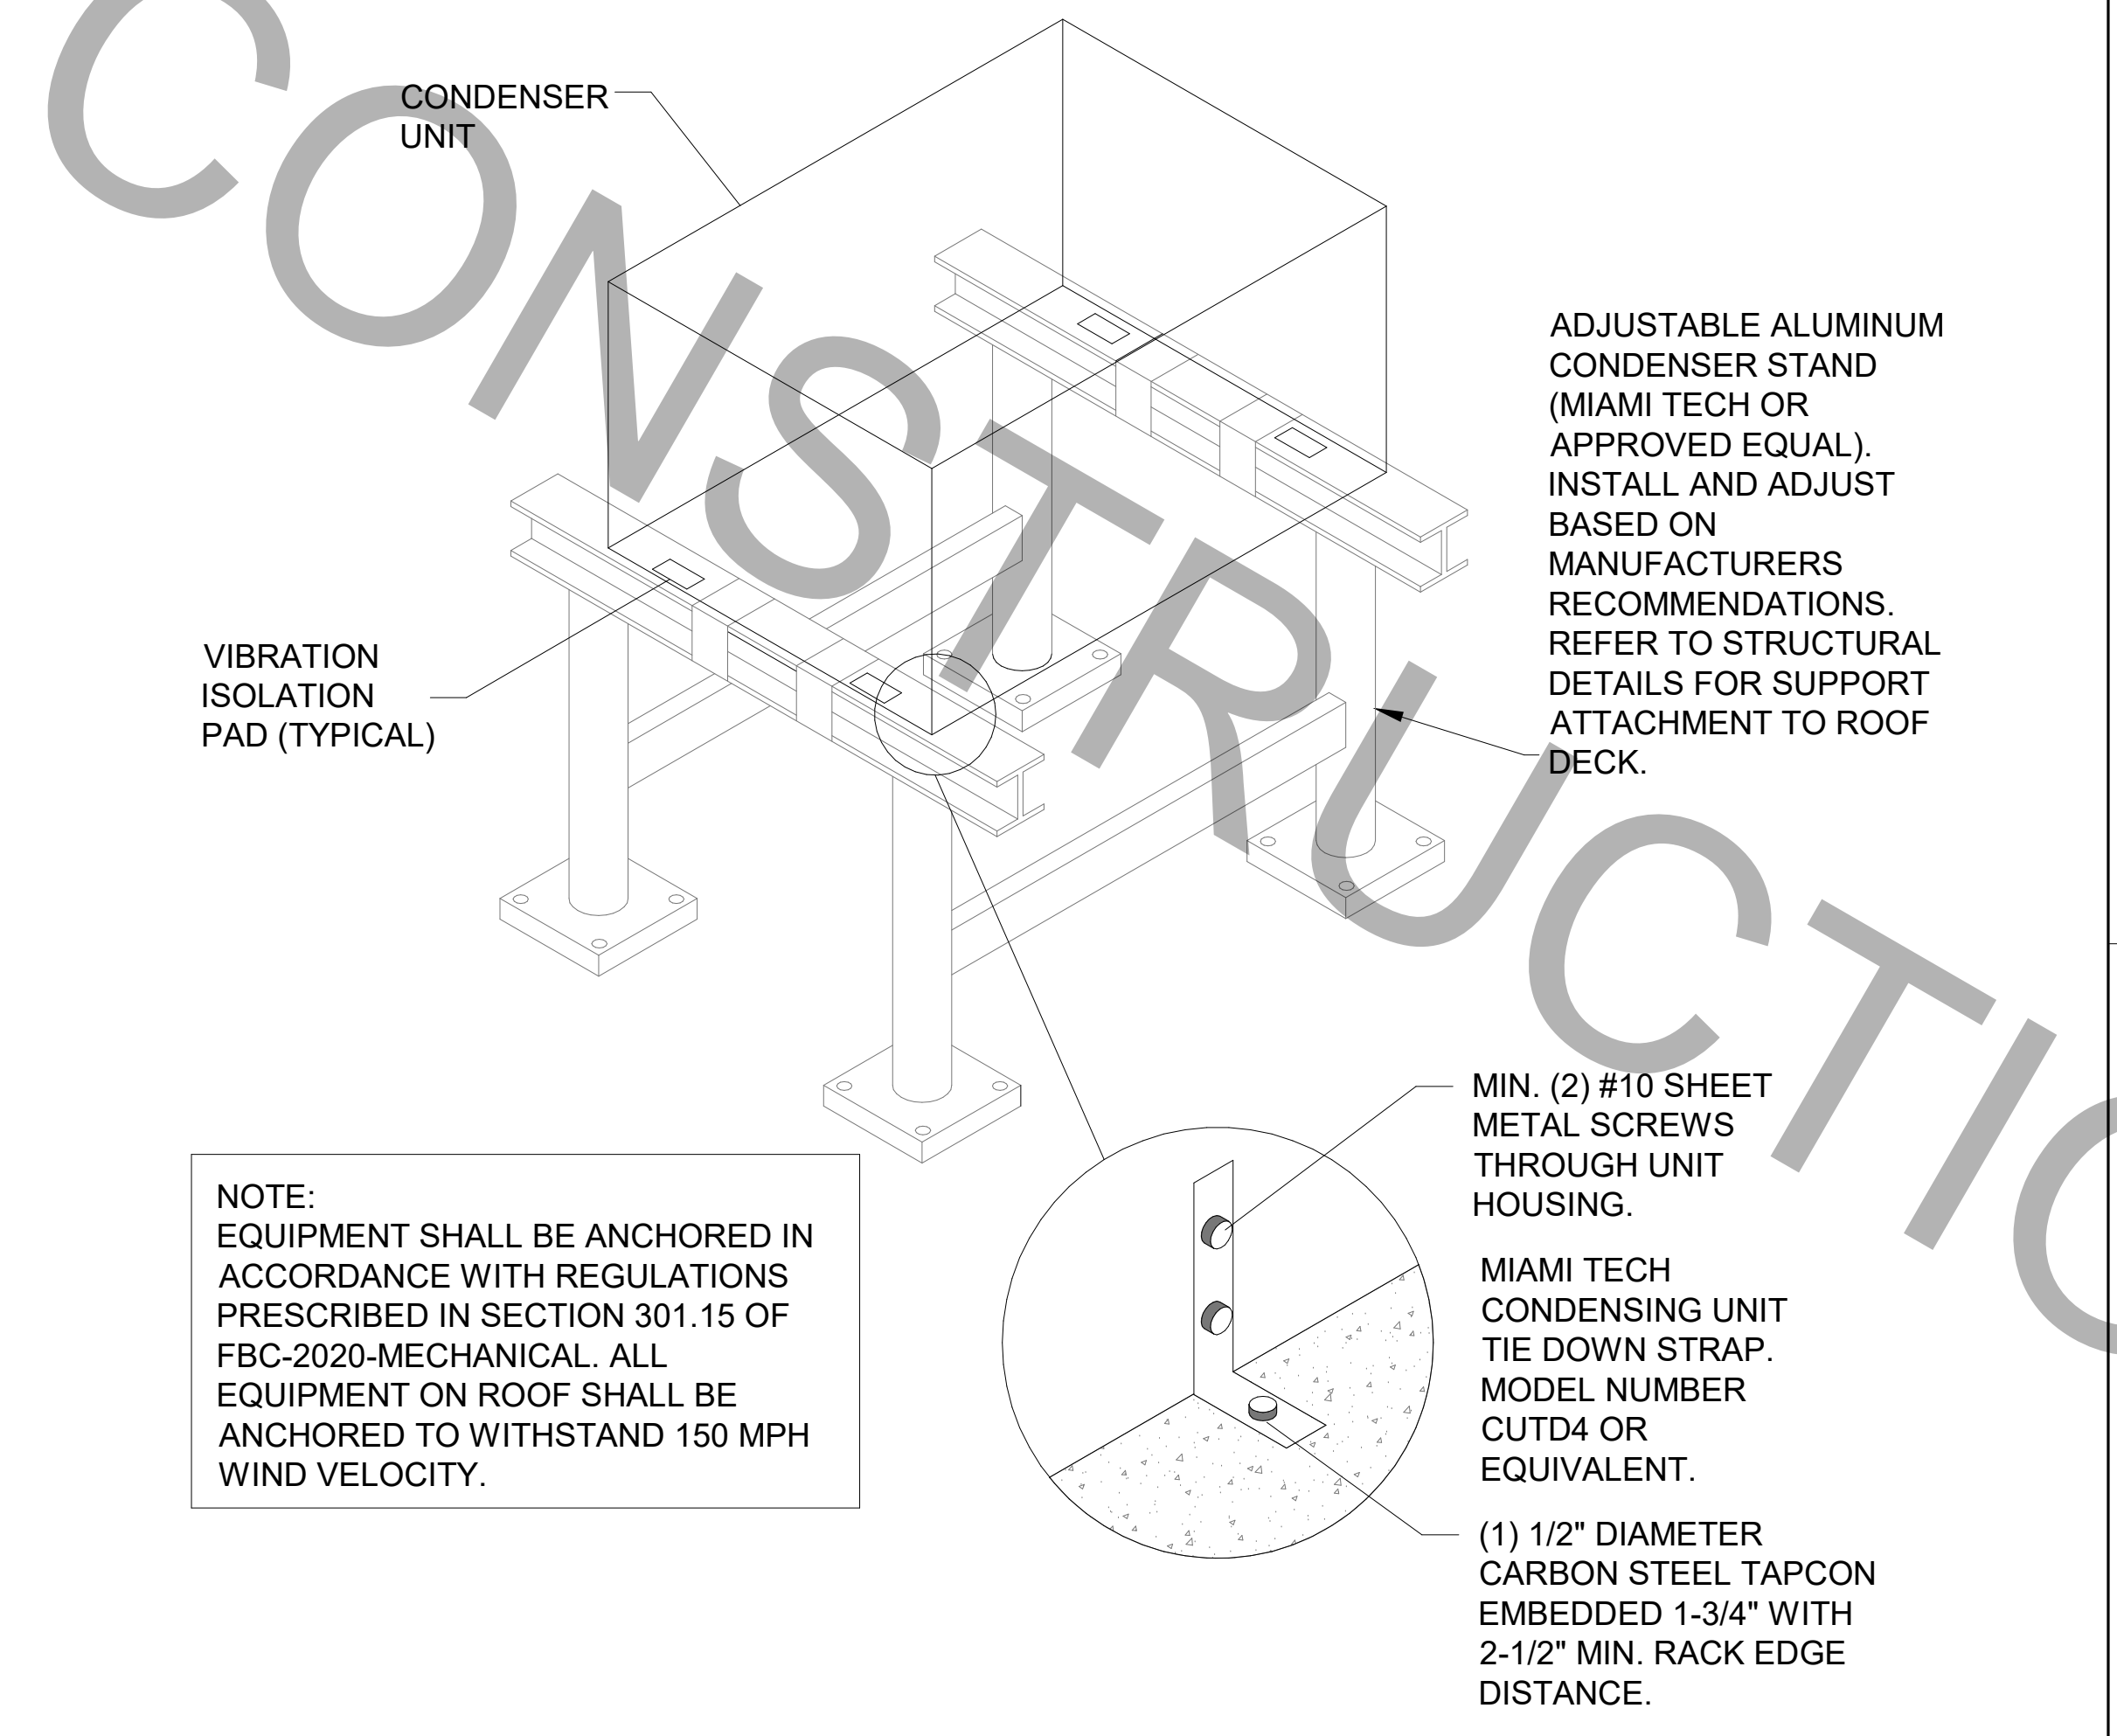 CONDENSER
UNIT
ADJUSTABLE ALUMINUM
CONDENSER STAND
(MIAMI TECH OR
APPROVED EQUAL).
INSTALL AND ADJUST
BASED ON
MANUFACTURERS
RECOMMENDATIONS.
REFER TO STRUCTURAL
DETAILS FOR SUPPORT
ATTACHMENT TO ROOF
DECK.
VIBRATION
ISOLATION
PAD (TYPICAL)
MIN. (2) #10 SHEET
METAL SCREWS
THROUGH UNIT
HOUSING.
MIAMI TECH
CONDENSING UNIT
TIE DOWN STRAP.
MODEL NUMBER
CUTD4 OR
EQUIVALENT.
(1) 1/2" DIAMETER
CARBON STEEL TAPCON
EMBEDDED 1-3/4" WITH
2-1/2" MIN. RACK EDGE
DISTANCE.
NOTE:
EQUIPMENT SHALL BE ANCHORED IN
ACCORDANCE WITH REGULATIONS
PRESCRIBED IN SECTION 301.15 OF
FBC-2020-MECHANICAL. ALL
EQUIPMENT ON ROOF SHALL BE
ANCHORED TO WITHSTAND 150 MPH
WIND VELOCITY.
CONSTRUCTIO